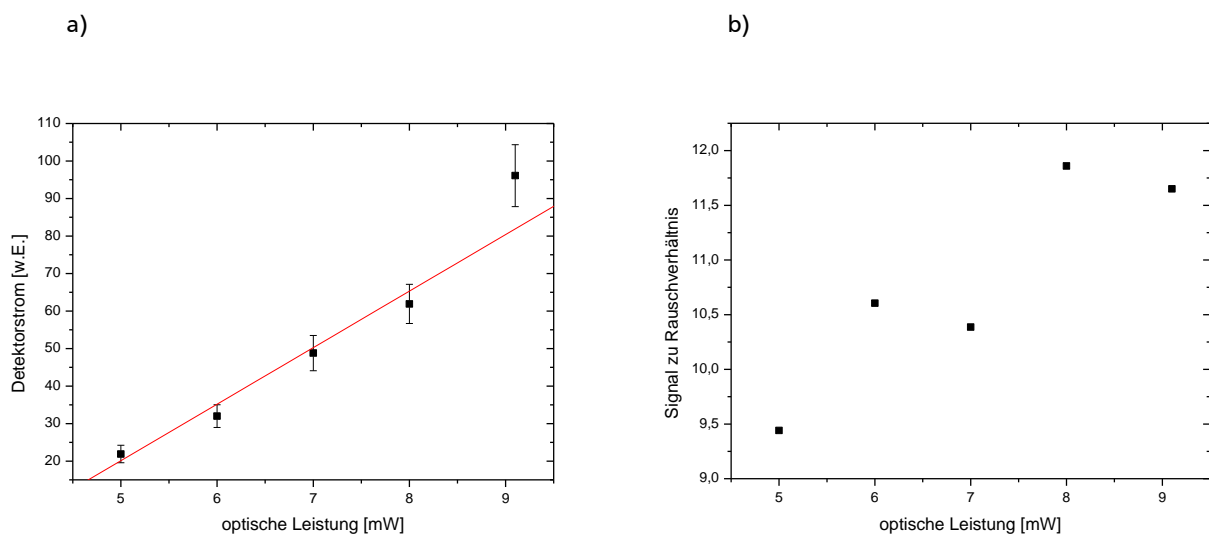 a)
110
100
90
80
70
60
50
40
30
20
Detektorstrom [w.E.]
5 6 7 8 9
optische Leistung [mW]
b)
12,0
11,5
11,0
10,5
10,0
9,5
9,0
Signal zu Rauschverhältnis
5 6 7 8 9
optische Leistung [mW]